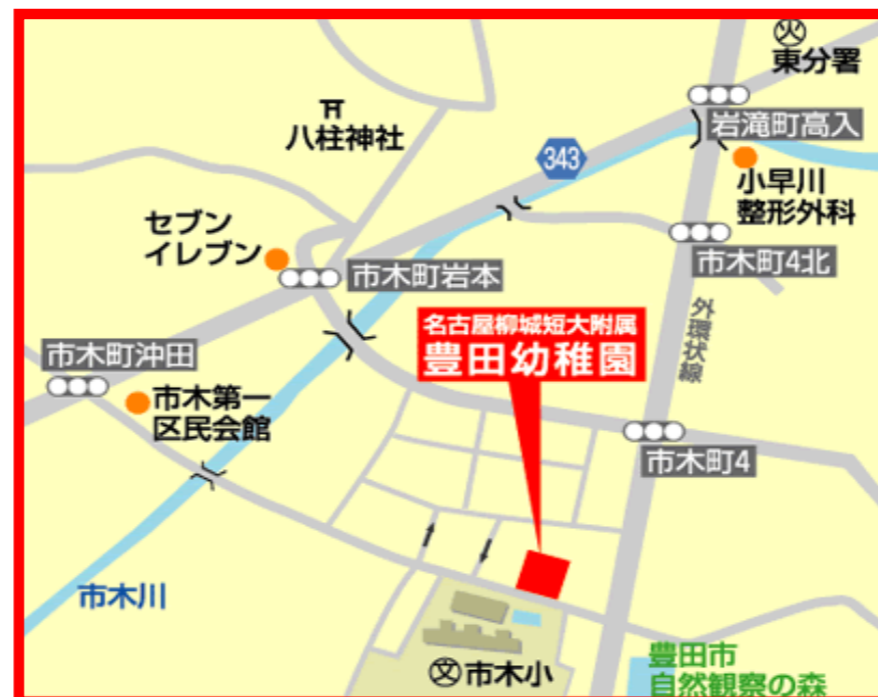 火
東分署
八柱神社
岩滝町高入
343
小早川
整形外科
セブン
イレブン
市木町4北
市木町岩本
外環状線
名古屋柳城短大附属
豊田幼稚園
市木町沖田
市木第一
区民会館
市木町4
市木川
文市木小
豊田市
自然観察の森